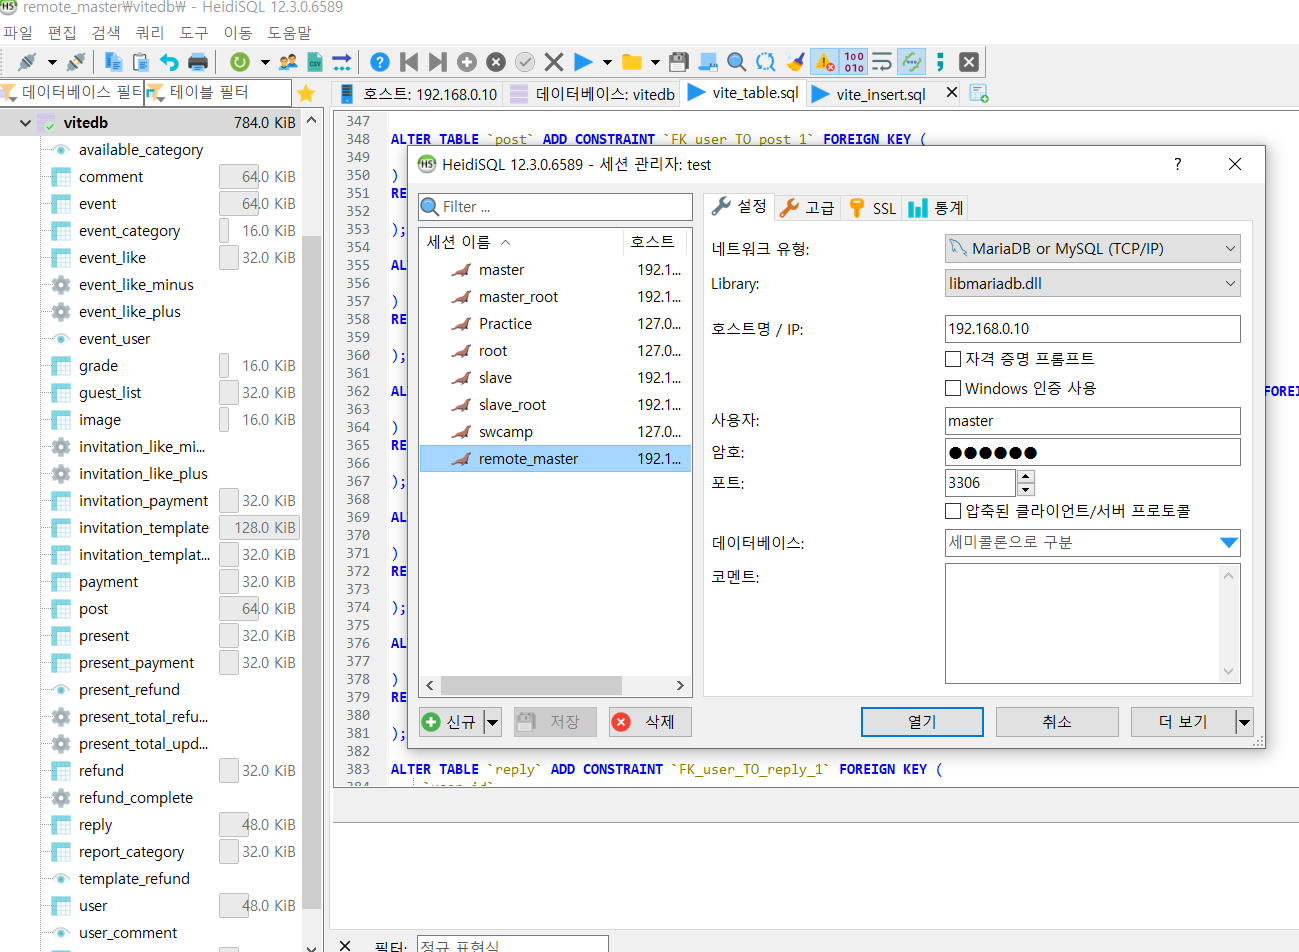 remote_master₩vitedb₩ - HeidiSQL 12.3.0.6589
파일 편집 검색 쿼리 도구 이동 도움말
데이터베이스 필터 테이블 필터
호스트: 192.168.0.10 데이터베이스: vitedb vite_table.sql vite_insert.sql
vitedb 784.0 KiB
available_category
comment 64.0 KiB
event 64.0 KiB
event_category 16.0 KiB
event_like 32.0 KiB
event_like_minus
event_like_plus
event_user
grade 16.0 KiB
guest_list 32.0 KiB
image 16.0 KiB
invitation_like_mi...
invitation_like_plus
invitation_payment 32.0 KiB
invitation_template 128.0 KiB
invitation_templat... 32.0 KiB
payment 32.0 KiB
post 64.0 KiB
present 32.0 KiB
present_payment 32.0 KiB
present_refund
present_total_refu...
present_total_upd...
refund 32.0 KiB
refund_complete
reply 48.0 KiB
report_category 32.0 KiB
template_refund
user 48.0 KiB
user_comment
347
348 ALTER TABLE `post` ADD CONSTRAINT `FK_user_TO_post_1` FOREIGN KEY (
349
350 )
351 RE
352
353 );
354
355 AL
356
357 )
358 RE
359
360 );
361
362 AL FOREI
363
364 )
365 RE
366
367 );
368
369 AL
370
371 )
372 RE
373
374 );
375
376 AL
377
378 )
379 RE
380
381 );
382
383 ALTER TABLE `reply` ADD CONSTRAINT `FK_user_TO_reply_1` FOREIGN KEY (
384 `user_id`
HeidiSQL 12.3.0.6589 - 세션 관리자: test
Filter ...
세션 이름 호스트
master 192.1...
master_root 192.1...
Practice 127.0...
root 127.0...
slave 192.1...
slave_root 192.1...
swcamp 127.0...
remote_master 192.1...
신규 저장 삭제
설정 고급 SSL 통계
네트워크 유형: MariaDB or MySQL (TCP/IP)
Library: libmariadb.dll
호스트명 / IP: 192.168.0.10
자격 증명 프롬프트
Windows 인증 사용
사용자: master
암호: ●●●●●●
포트: 3306
압축된 클라이언트/서버 프로토콜
데이터베이스: 세미콜론으로 구분
코멘트:
열기 취소 더 보기
필터: 정규 표현식